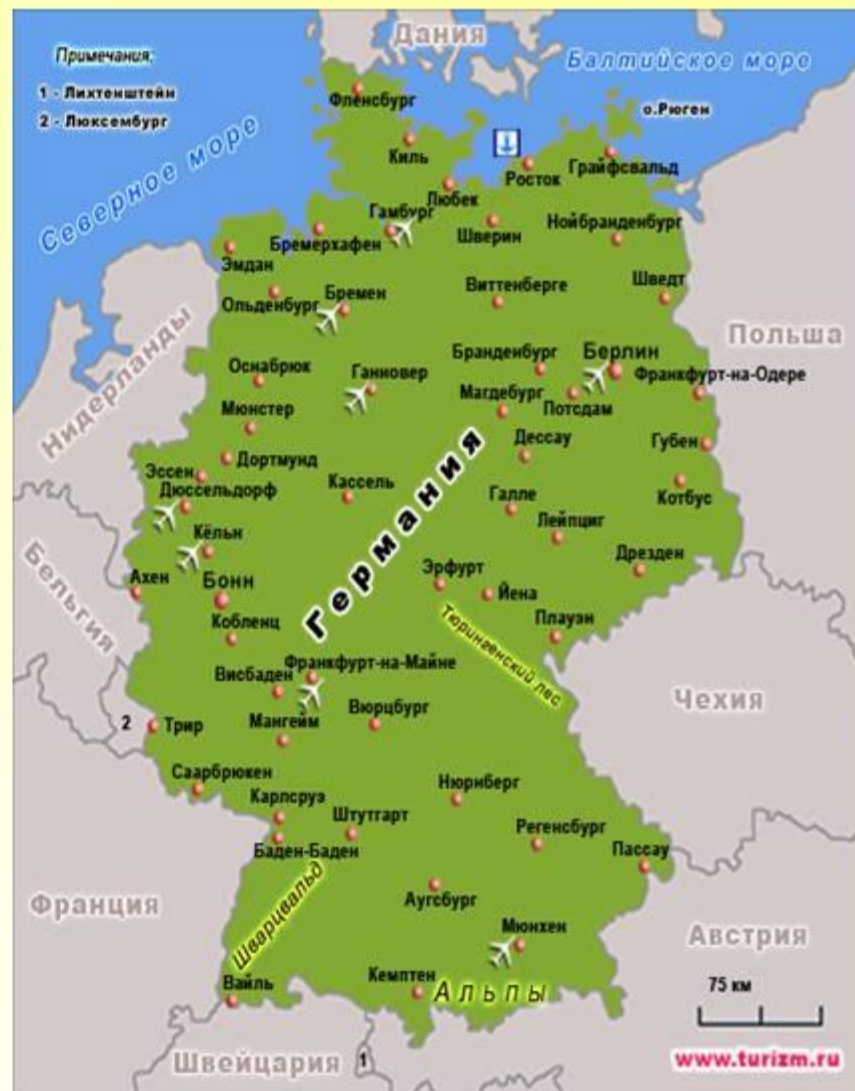 Дания
Примечания:
1 - Лихтенштейн
2 - Люксембург
Балтийское море
Северное море
Фленсбург
о.Рюген
Киль
Росток
Грайфсвальд
Любек
Гамбург
Шверин
Нойбранденбург
Бремерхафен
Эмдан
Ольденбург
Бремен
Виттенберге
Шведт
Нидерланды
Польша
Оснабрюк
Ганновер
Бранденбург
Берлин
Франкфурт-на-Одере
Магдебург
Потсдам
Мюнстер
Дессау
Губен
Эссен
Дортмунд
Дюссельдорф
Кассель
Германия
Галле
Котбус
Лейпциг
Кёльн
Бельгия
Ахен
Бонн
Эрфурт
Йена
Дрезден
Кобленц
Тюрингенский лес
Плауэн
Висбаден
Франкфурт-на-Майне
Чехия
2
Трир
Мангейм
Вюрцбург
Саарбрюкен
Карлсруэ
Штутгарт
Нюрнберг
Баден-Баден
Регенсбург
Пассау
Франция
Шварцвальд
Аугсбург
Мюнхен
Австрия
Вайль
Кемптен
Альпы
75 км
Швейцария
1
www.turizm.ru